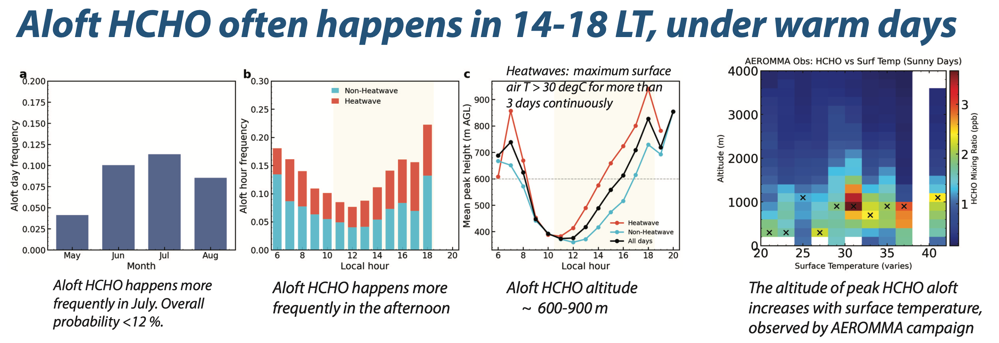 Aloft HCHO often happens in 14-18 LT, under warm days
a
0.200
0.175
0.150
0.125
0.100
0.075
0.050
0.025
0.000
Aloft day frequency
May Jun Jul Aug
Month
Aloft HCHO happens more
frequently in July. Overall
probability <12 %.
b
0.30
0.25
0.20
0.15
0.10
0.05
0.00
Aloft hour frequency
Non-Heatwave
Heatwave
6 8 10 12 14 16 18 20
Local hour
Aloft HCHO happens more
frequently in the afternoon
c
Heatwaves: maximum surface
air T > 30 degC for more than
3 days continuously
900
800
700
600
500
400
Mean peak height (m AGL)
Heatwave
Non-Heatwave
All days
6 8 10 12 14 16 18 20
Local hour
Aloft HCHO altitude
~ 600-900 m
AEROMMA Obs: HCHO vs Surf Temp (Sunny Days)
4000
3000
2000
1000
0
Altitude (m)
20 25 30 35 40
Surface Temperature (varies)
3
2
1
HCHO Mixing Ratio (ppb)
The altitude of peak HCHO aloft
increases with surface temperature,
observed by AEROMMA campaign